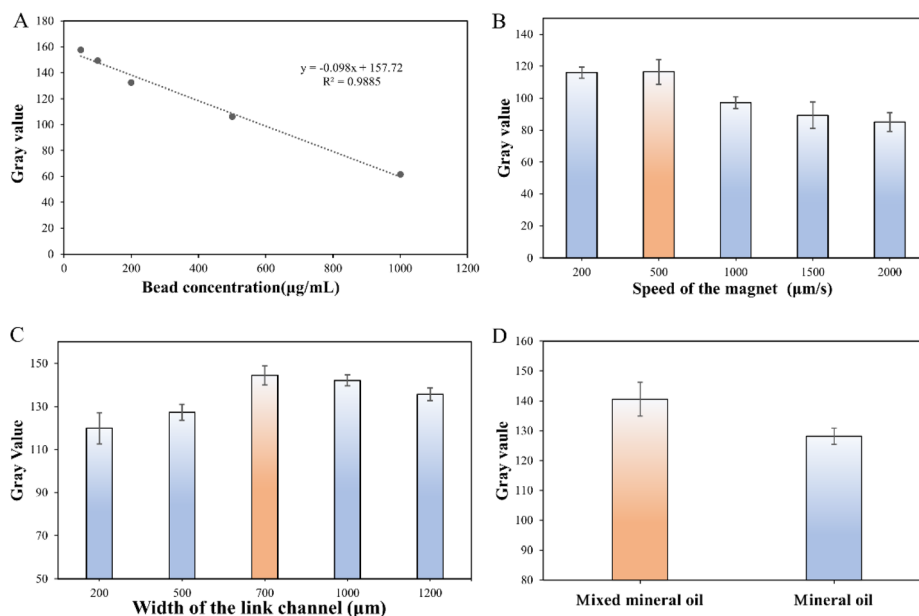 A
180
160
140
120
100
80
60
40
20
0
0 200 400 600 800 1000 1200
Gray value
Bead concentration(μg/mL)
y = -0.098x + 157.72
R² = 0.9885
B
140
120
100
80
60
40
20
0
200 500 1000 1500 2000
Gray value
Speed of the magnet (μm/s)
C
150
130
110
90
70
50
200 500 700 1000 1200
Gray Value
Width of the link channel (μm)
D
160
150
140
130
120
110
100
90
80
Gray vaule
Mixed mineral oil Mineral oil